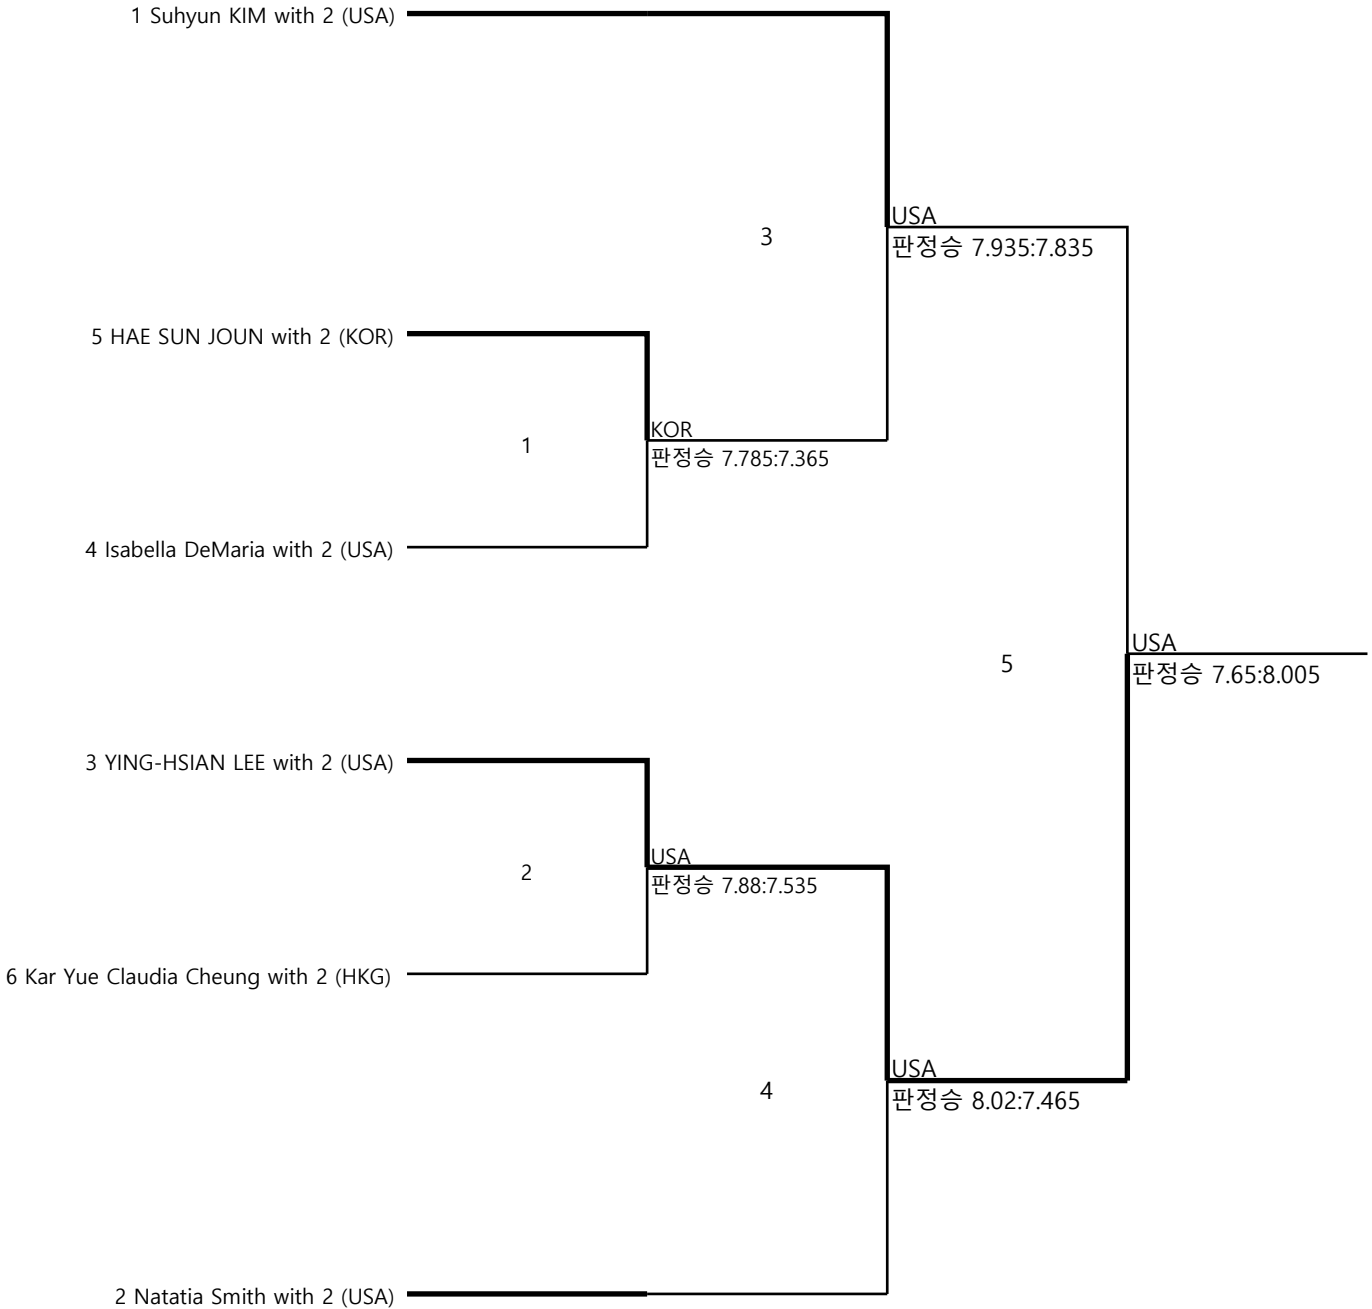 1 Suhyun KIM with 2 (USA)
USA
3
판정승 7.935:7.835
5 HAE SUN JOUN with 2 (KOR)
KOR
1
판정승 7.785:7.365
4 Isabella DeMaria with 2 (USA)
USA
5
판정승 7.65:8.005
3 YING-HSIAN LEE with 2 (USA)
USA
2
판정승 7.88:7.535
6 Kar Yue Claudia Cheung with 2 (HKG)
USA
4
판정승 8.02:7.465
2 Natatia Smith with 2 (USA)